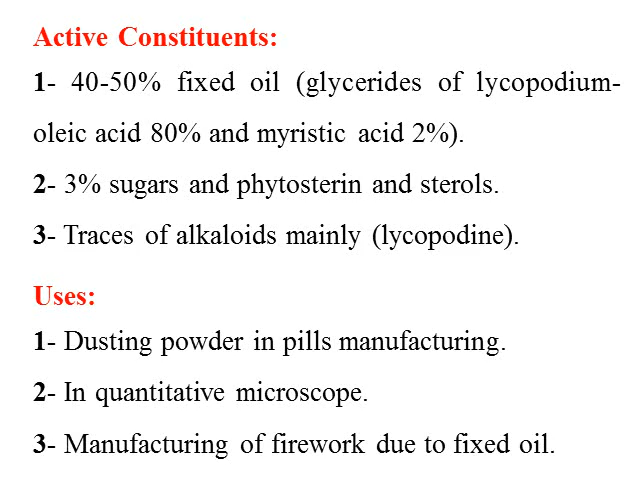 Active Constituents:
1- 40-50% fixed oil (glycerides of lycopodium-
oleic acid 80% and myristic acid 2%).
2- 3% sugars and phytosterin and sterols.
3- Traces of alkaloids mainly (lycopodine).
Uses:
1- Dusting powder in pills manufacturing.
2- In quantitative microscope.
3- Manufacturing of firework due to fixed oil.